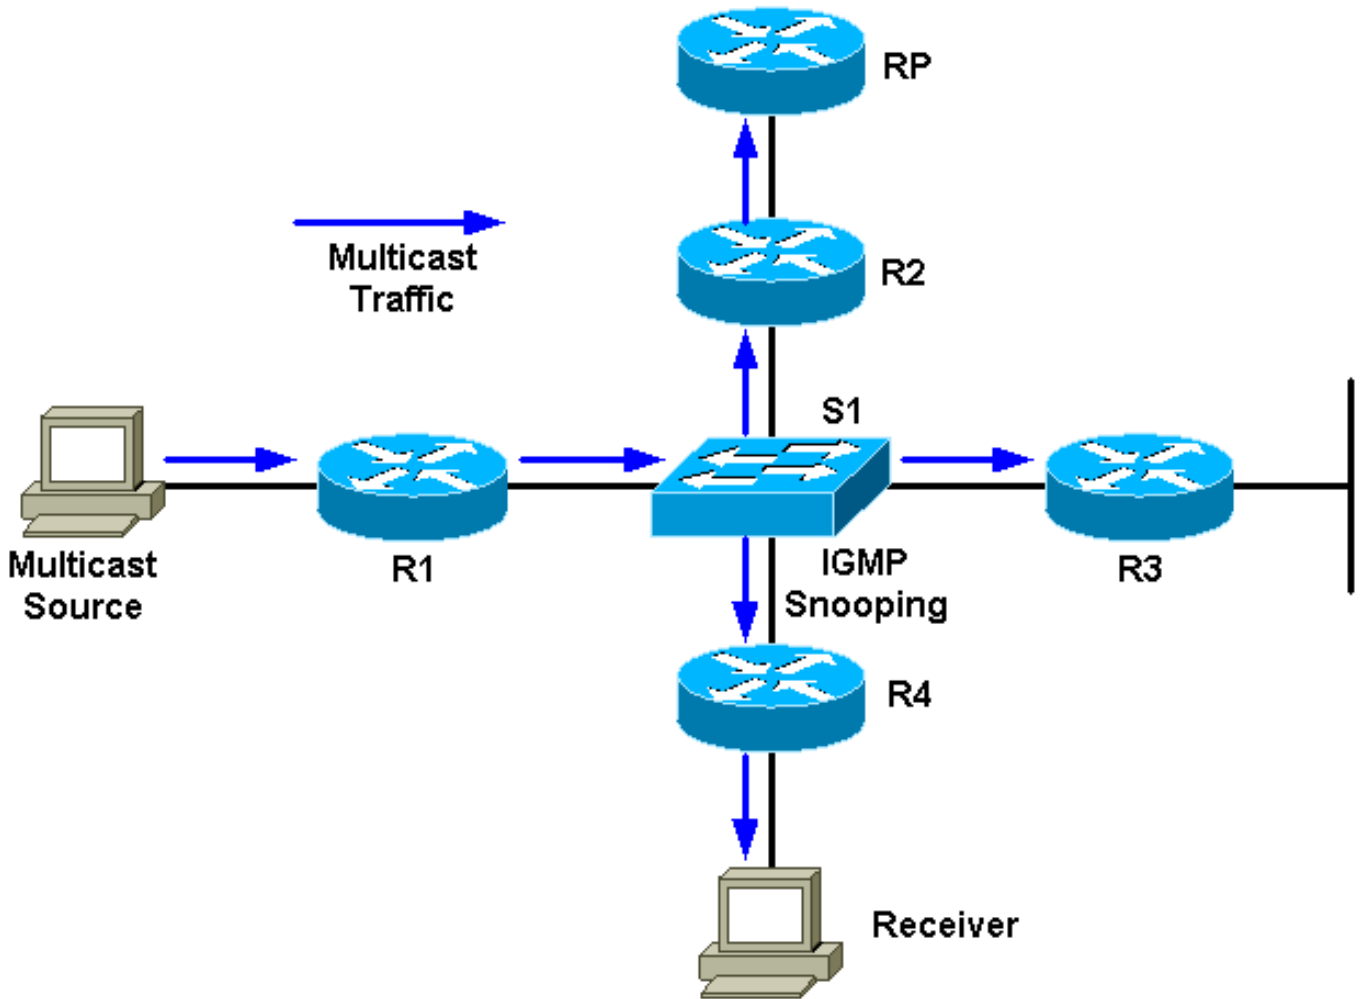 RP
Multicast
Traffic
R2
S1
Multicast
Source
R1
IGMP
Snooping
R3
R4
Receiver